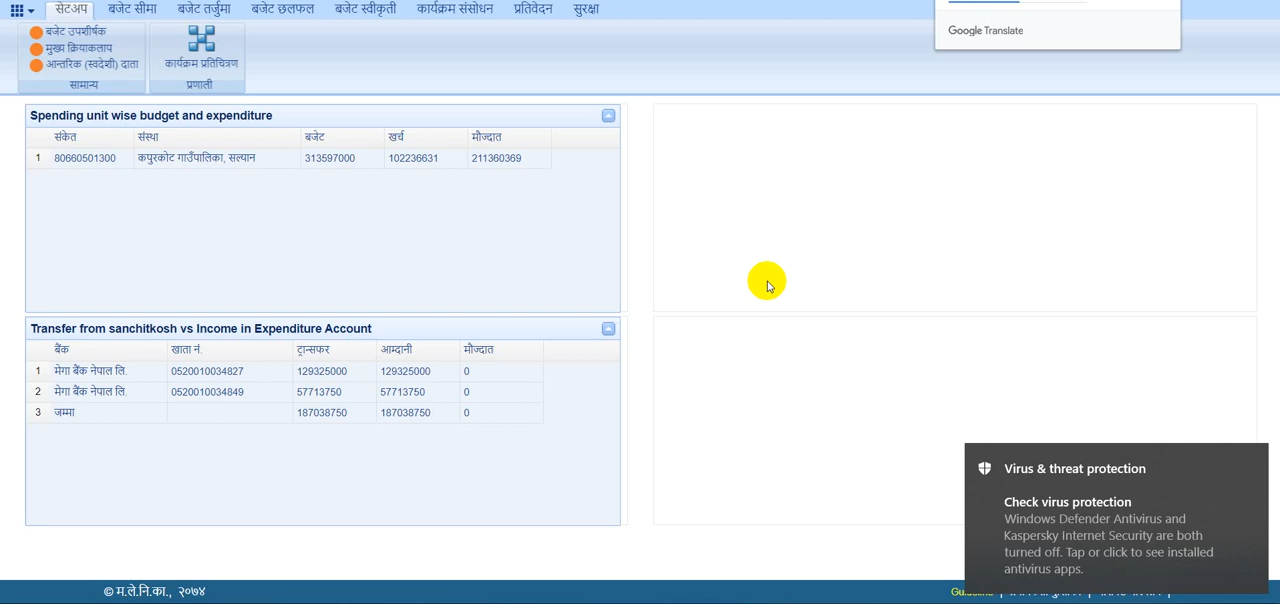 सेटअप बजेट सीमा बजेट तर्जुमा बजेट छलफल बजेट स्वीकृती कार्यक्रम संसोधन प्रतिवेदन सुरक्षा
Google Translate
बजेट उपशीर्षक
मुख्य क्रियाकलाप
आन्तरिक (स्वदेशी) दाता
सामान्य
कार्यक्रम प्रतिचित्रण
प्रणाली
Spending unit wise budget and expenditure
संकेत संस्था बजेट खर्च मौज्दात
1 80660501300 कपुरकोट गाउँपालिका, सल्यान 313597000 102236631 211360369
Transfer from sanchitkosh vs Income in Expenditure Account
बैंक खाता नं. ट्रान्सफर आम्दानी मौज्दात
1 मेगा बैंक नेपाल लि. 0520010034827 129325000 129325000 0
2 मेगा बैंक नेपाल लि. 0520010034849 57713750 57713750 0
3 जम्मा 187038750 187038750 0
Virus & threat protection
Check virus protection
Windows Defender Antivirus and
Kaspersky Internet Security are both
turned off. Tap or click to see installed
antivirus apps.
© म.ले.नि.का., २०७४
Guideline